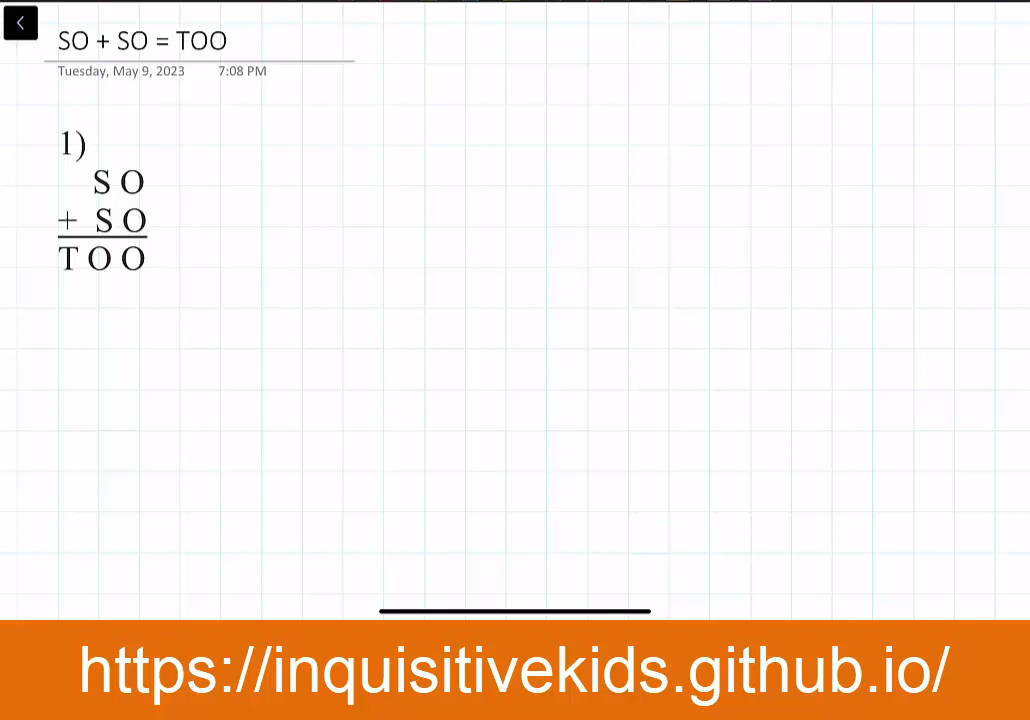 SO + SO = TOO
Tuesday, May 9, 2023 7:08 PM
1)
S O
+ S O
T O O
https://inquisitivekids.github.io/